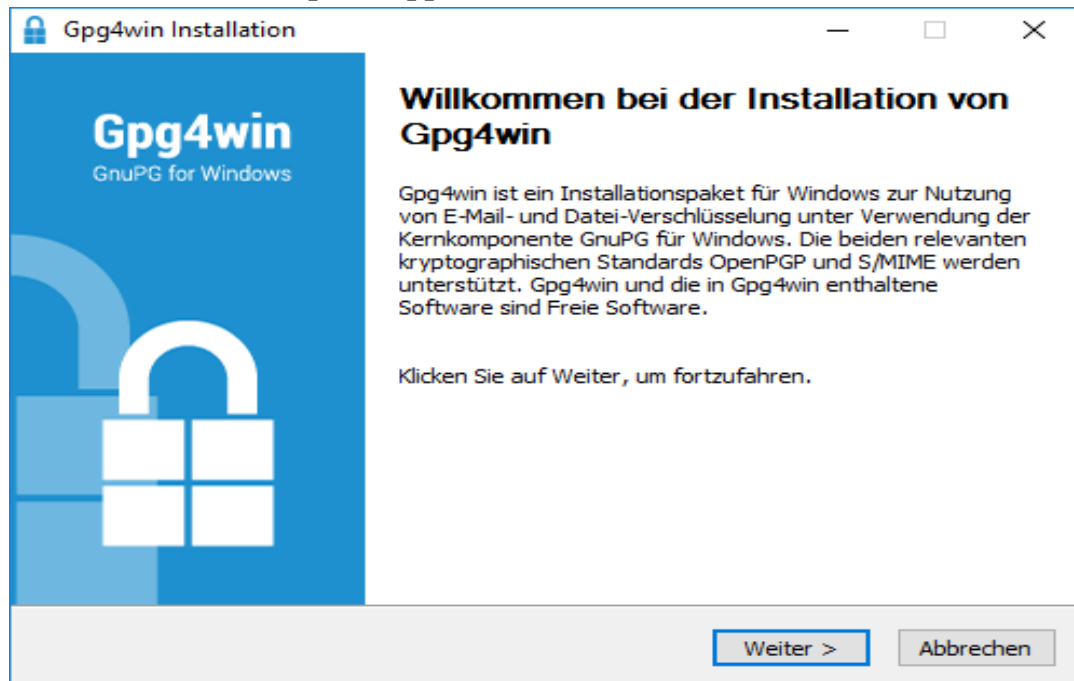 Gpg4win Installation
Gpg4win
GnuPG for Windows
Willkommen bei der Installation von
Gpg4win
Gpg4win ist ein Installationspaket für Windows zur Nutzung
von E-Mail- und Datei-Verschlüsselung unter Verwendung der
Kernkomponente GnuPG für Windows. Die beiden relevanten
kryptographischen Standards OpenPGP und S/MIME werden
unterstützt. Gpg4win und die in Gpg4win enthaltene
Software sind Freie Software.
Klicken Sie auf Weiter, um fortzufahren.
Weiter >
Abbrechen